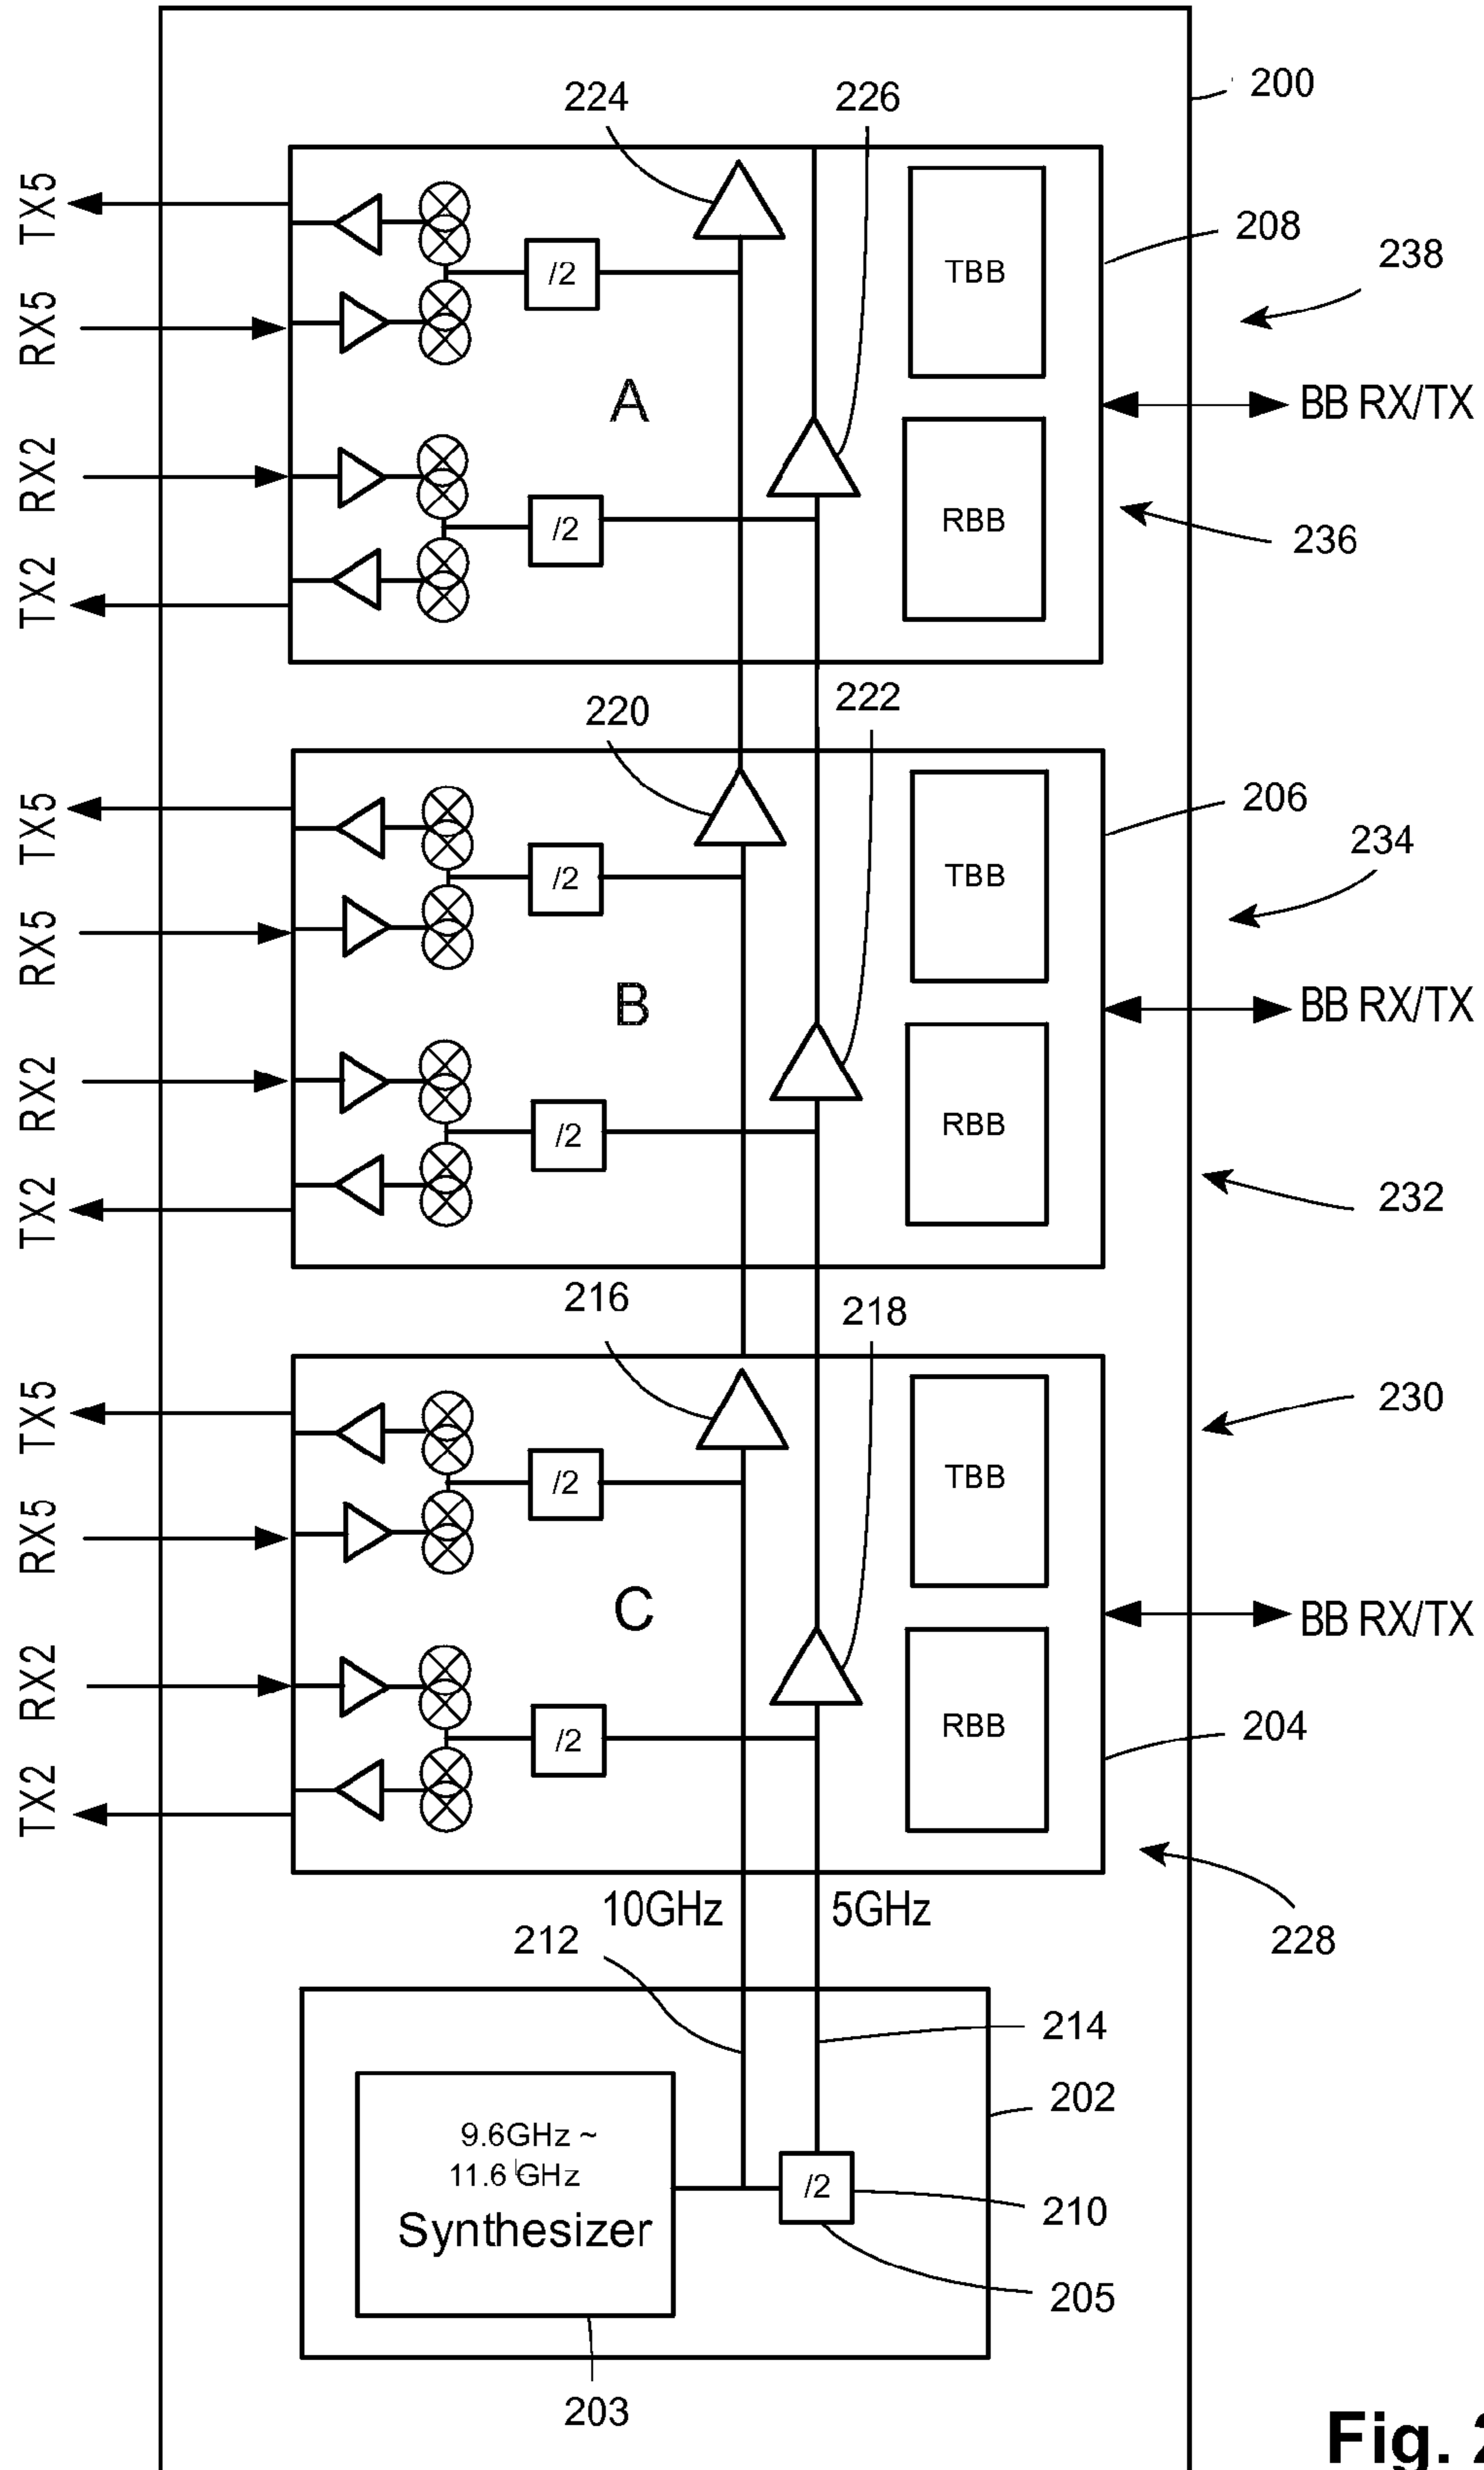 224
226
200
TX5
208
TBB
238
/2
RX5
A
BB RX/TX
RX2
RBB
236
/2
TX2
222
220
206
TX5
TBB
234
/2
RX5
B
BB RX/TX
RX2
RBB
/2
232
TX2
216
218
230
TX5
TBB
/2
RX5
C
BB RX/TX
RX2
204
RBB
/2
TX2
10GHz
5GHz
212
228
214
202
9.6GHz ~
11.6 GHz
Synthesizer
/2
210
205
203
Fig. 2